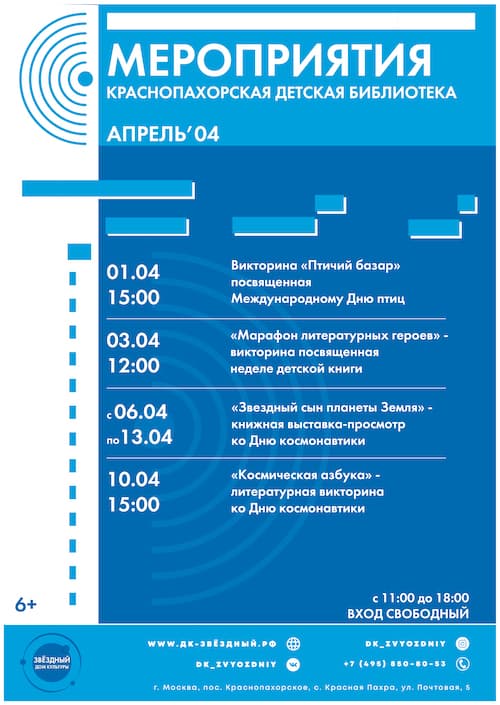 МЕРОПРИЯТИЯ
КРАСНОПАХОРСКАЯ ДЕТСКАЯ БИБЛИОТЕКА
АПРЕЛЬ’04
01.04
15:00
Викторина «Птичий базар»
посвященная
Международному Дню птиц
03.04
12:00
«Марафон литературных героев» -
викторина посвященная
неделе детской книги
с 06.04
по 13.04
«Звездный сын планеты Земля» -
книжная выставка-просмотр
ко Дню космонавтики
10.04
15:00
«Космическая азбука» -
литературная викторина
ко Дню космонавтики
6+
с 11:00 до 18:00
ВХОД СВОБОДНЫЙ
ЗВЁЗДНЫЙ
ДОМ КУЛЬТУРЫ
WWW.ДК-ЗВЁЗДНЫЙ.РФ
DK_ZVYOZDNIY
DK_ZVYOZDNIY
+7 (495) 850-80-53
г. Москва, пос. Краснопахорское, с. Красная Пахра, ул. Почтовая, 5